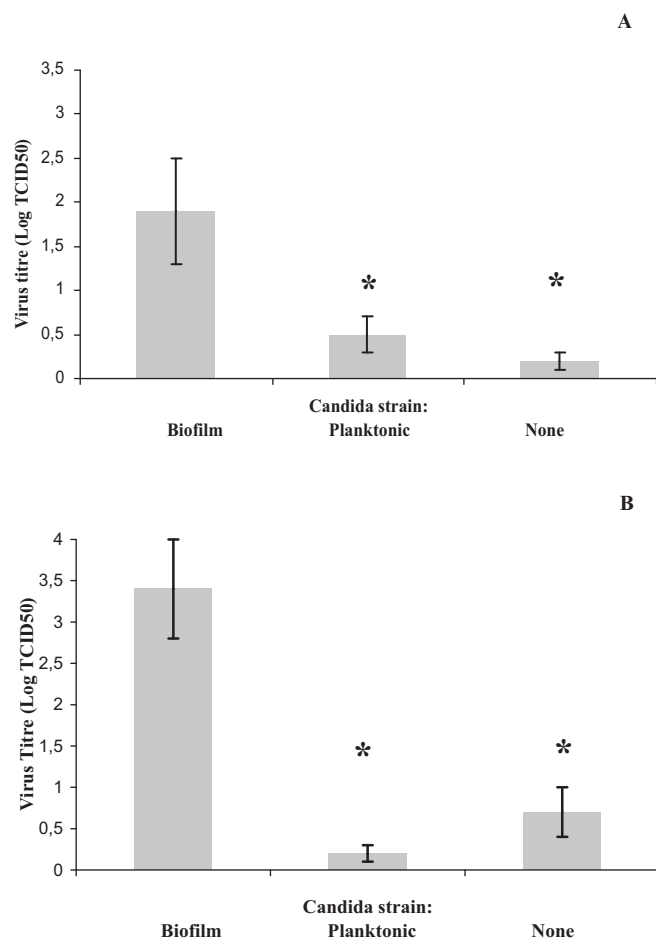 A
3,5
3
2,5
2
1,5
1
0,5
0
Virus titre (Log TCID50)
*
*
Candida strain:
Biofilm Planktonic None
B
4
3,5
3
2,5
2
1,5
1
0,5
0
Virus Titre (Log TCID50)
*
*
Candida strain:
Biofilm Planktonic None